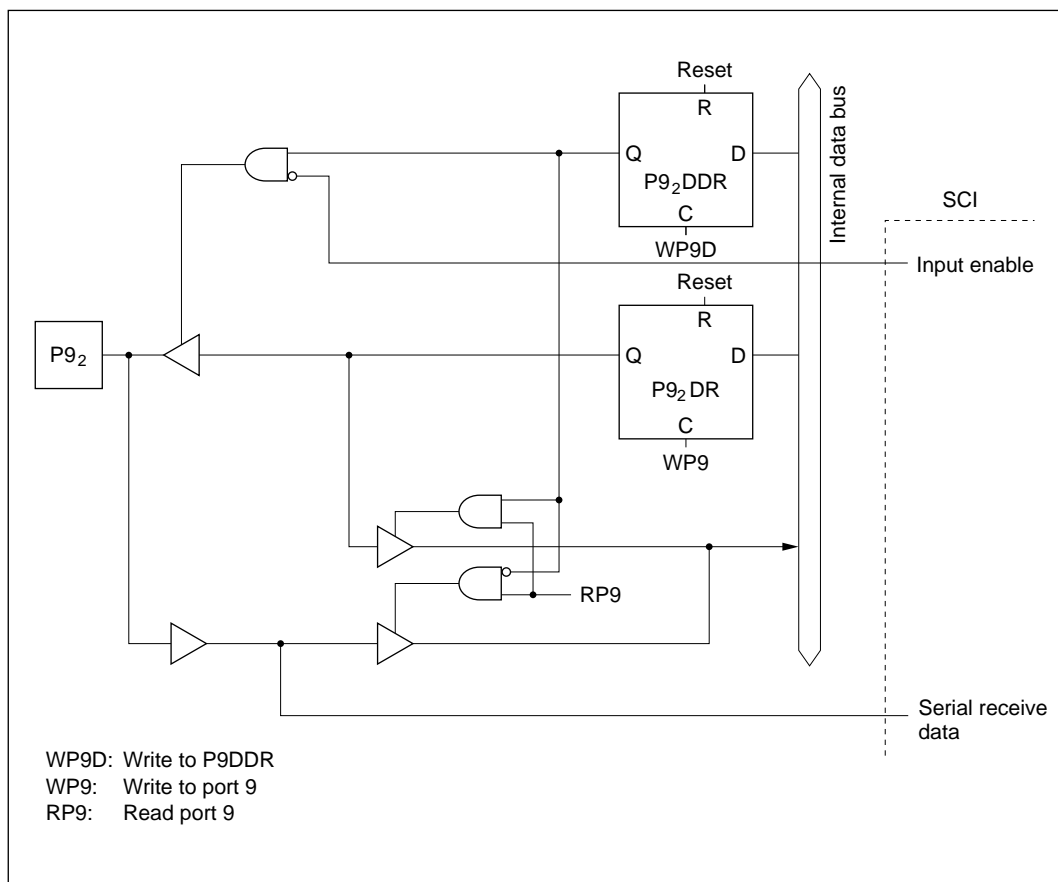 Reset
R
Q
D
P9₂DDR
C
WP9D
Internal data bus
SCI
Input enable
Reset
R
P9₂
Q
D
P9₂DR
C
WP9
RP9
Serial receive
data
WP9D: Write to P9DDR
WP9: Write to port 9
RP9: Read port 9